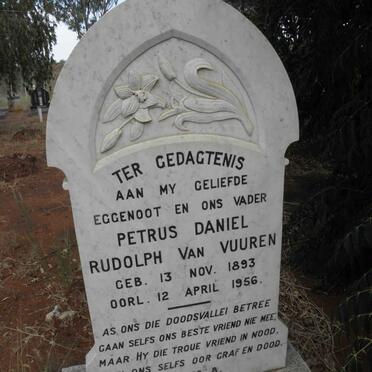 TER GEDAGTENIS
AAN MY GELIEFDE
EGGENOOT EN ONS VADER
PETRUS DANIEL
RUDOLPH VAN VUUREN
GEB. 13 NOV. 1893
OORL. 12 APRIL 1956.
AS ONS DIE DOODSVALLEI BETREE
GAAN SELFS ONS BESTE VRIEND NIE MEE,
MAAR HY DIE TROUE VRIEND IN NOOD,
ONS SELFS OOR GRAF EN DOOD.